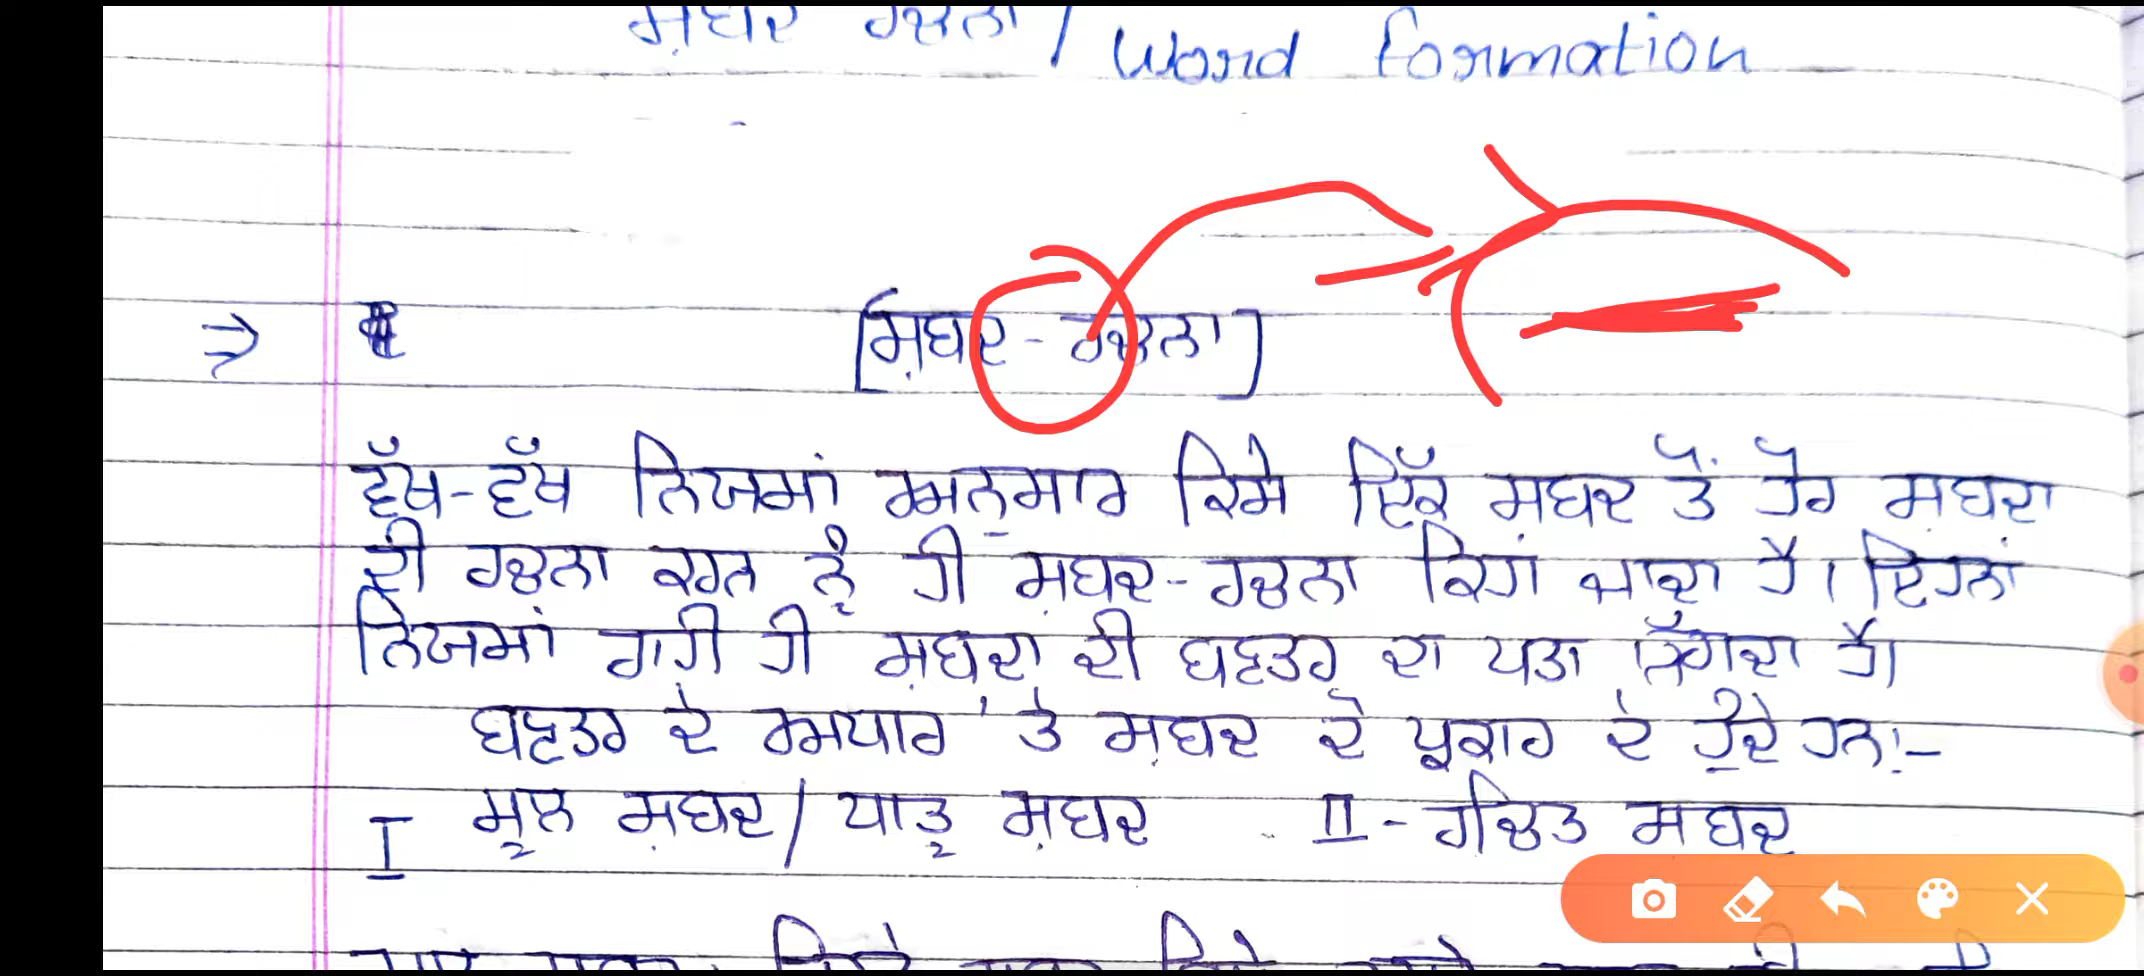 ਸ਼ਬਦ ਰਚਨਾ / Word formation
[ਸ਼ਬਦ-ਰਚਨਾ]
ਵੱਖ-ਵੱਖ ਨਿਯਮਾਂ ਅਨੁਸਾਰ ਕਿਸੇ ਇੱਕ ਸ਼ਬਦ ਤੋਂ ਹੋਰ ਸ਼ਬਦਾ
ਦੀ ਰਚਨਾ ਕਰਨ ਨੂੰ ਹੀ ਸ਼ਬਦ-ਰਚਨਾ ਕਿਹਾ ਜਾਂਦਾ ਹੈ। ਇਹਨਾਂ
ਨਿਯਮਾਂ ਰਾਹੀ ਹੀ ਸ਼ਬਦਾ ਦੀ ਬਣਤਰ ਦਾ ਪਤਾ ਲੱਗਦਾ ਹੈ।
ਬਣਤਰ ਦੇ ਅਧਾਰ 'ਤੇ ਸ਼ਬਦ ਦੋ ਪ੍ਰਕਾਰ ਦੇ ਹੁੰਦੇ ਹਨ:-
I ਮੂਲ ਸ਼ਬਦ/ ਧਾਤੂ ਸ਼ਬਦ II - ਰਚਿਤ ਸਬਦ